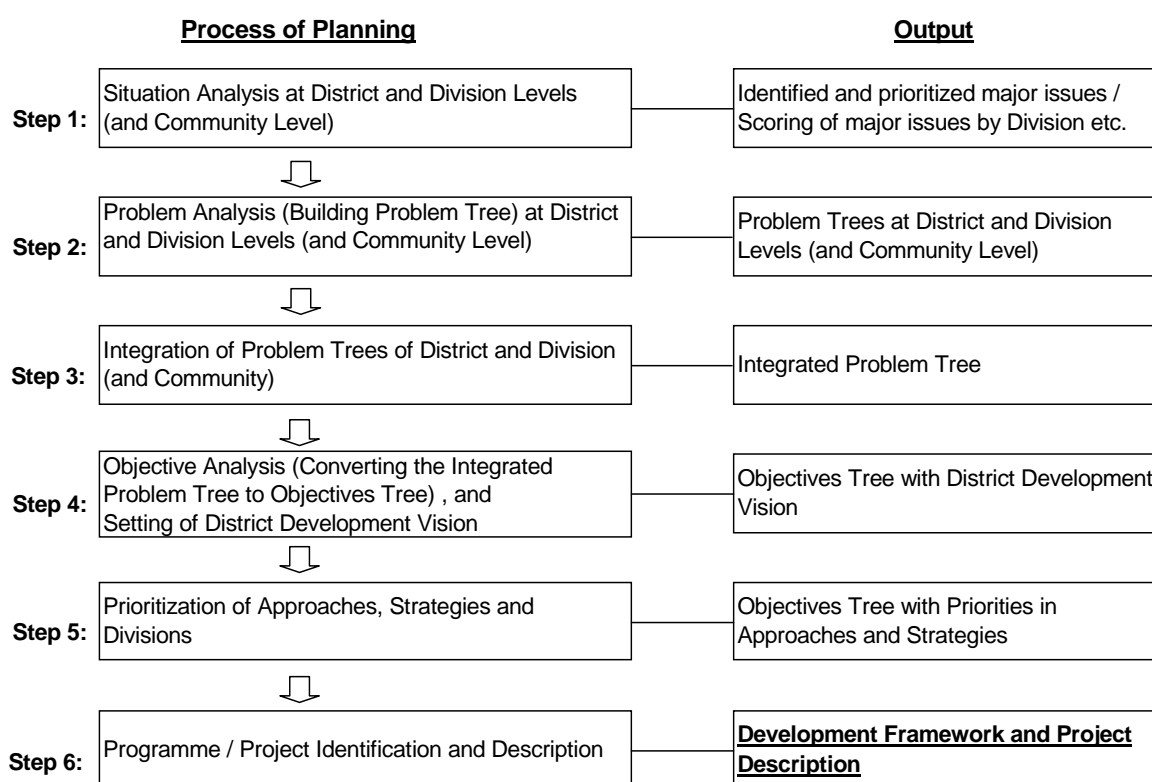 Process of Planning
Output
Step 1:
Situation Analysis at District and Division Levels
(and Community Level)
Identified and prioritized major issues /
Scoring of major issues by Division etc.
Step 2:
Problem Analysis (Building Problem Tree) at District
and Division Levels (and Community Level)
Problem Trees at District and Division
Levels (and Community Level)
Step 3:
Integration of Problem Trees of District and Division
(and Community)
Integrated Problem Tree
Step 4:
Objective Analysis (Converting the Integrated
Problem Tree to Objectives Tree) , and
Setting of District Development Vision
Objectives Tree with District Development
Vision
Step 5:
Prioritization of Approaches, Strategies and
Divisions
Objectives Tree with Priorities in
Approaches and Strategies
Step 6:
Programme / Project Identification and Description
Development Framework and Project
Description